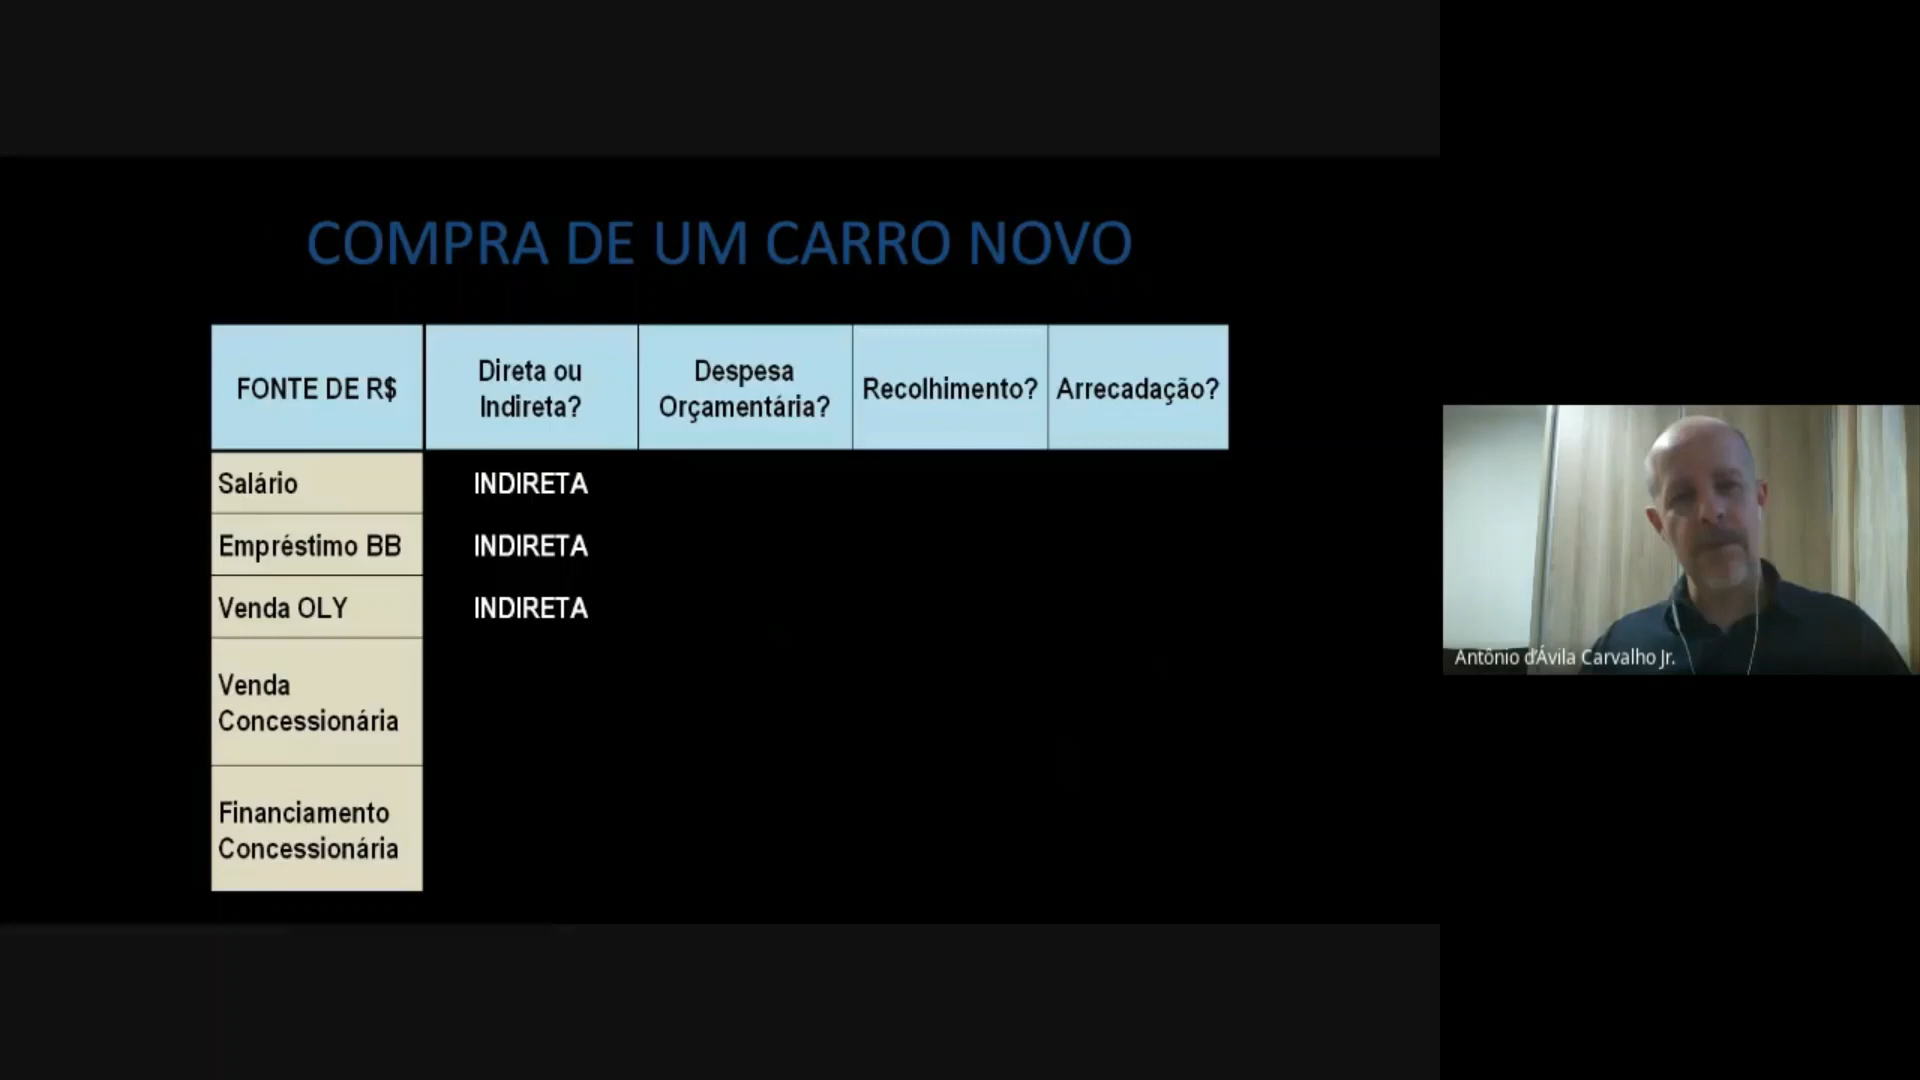 COMPRA DE UM CARRO NOVO
FONTE DE R$
Direta ou
Indireta?
Despesa
Orçamentária?
Recolhimento?
Arrecadação?
Salário
INDIRETA
Empréstimo BB
INDIRETA
Venda OLY
INDIRETA
Venda
Concessionária
Financiamento
Concessionária
Antônio d'Ávila Carvalho Jr.